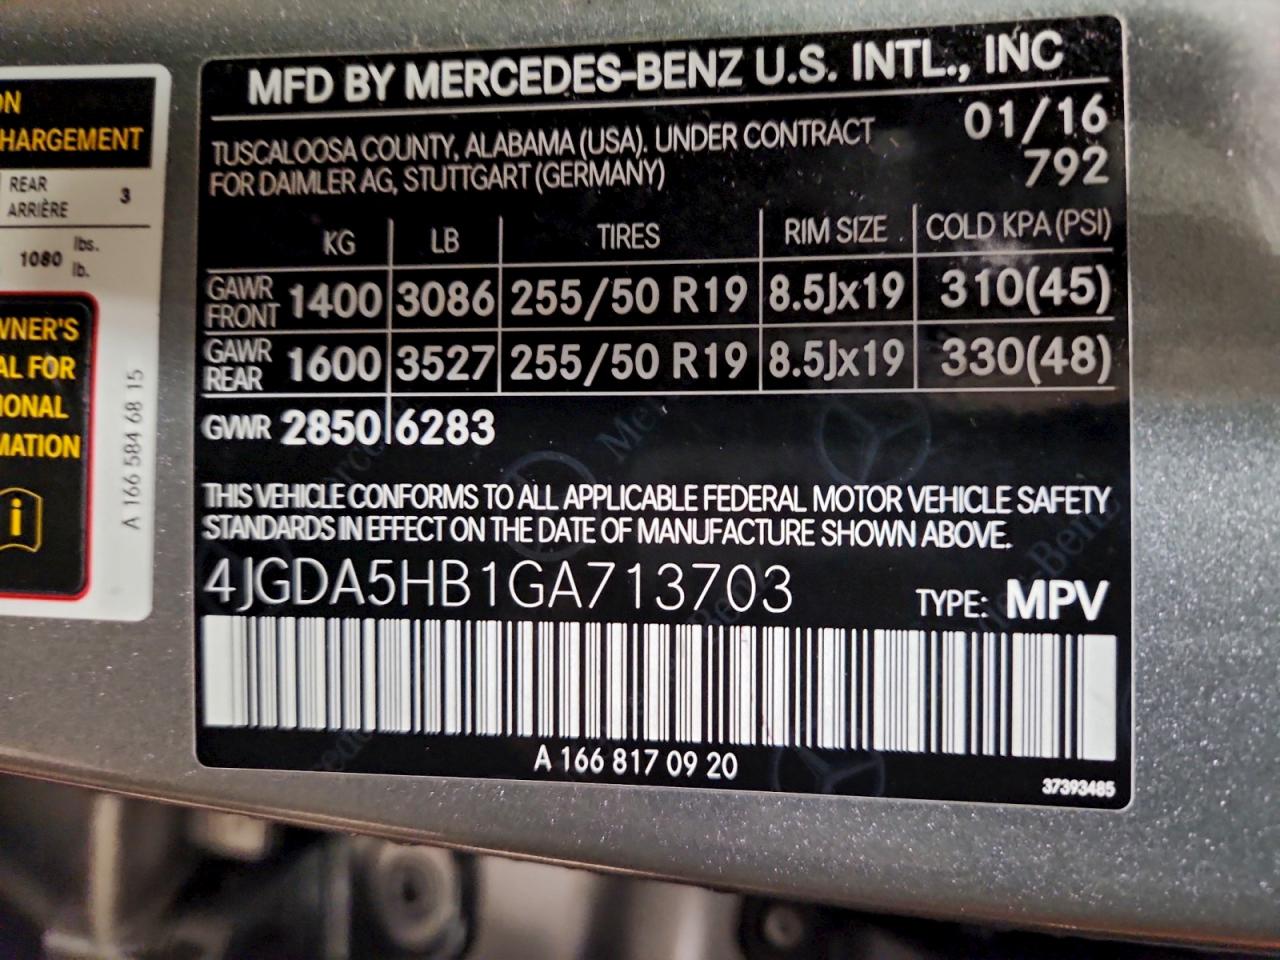 ON
HARGEMENT
REAR
ARRIÈRE 3
1080 lbs.
lb.
WNER'S
AL FOR
IONAL
MATION
i
A 166 584 68 15
MFD BY MERCEDES-BENZ U.S. INTL., INC
TUSCALOOSA COUNTY, ALABAMA (USA), UNDER CONTRACT 01/16
FOR DAIMLER AG, STUTTGART (GERMANY) 792
KG LB TIRES RIM SIZE COLD KPA (PSI)
GAWR FRONT 1400 3086 255/50 R19 8.5Jx19 310(45)
GAWR REAR 1600 3527 255/50 R19 8.5Jx19 330(48)
GVWR 2850 6283
THIS VEHICLE CONFORMS TO ALL APPLICABLE FEDERAL MOTOR VEHICLE SAFETY
STANDARDS IN EFFECT ON THE DATE OF MANUFACTURE SHOWN ABOVE.
4JGDA5HB1GA713703 TYPE: MPV
A 166 817 09 20
37393485